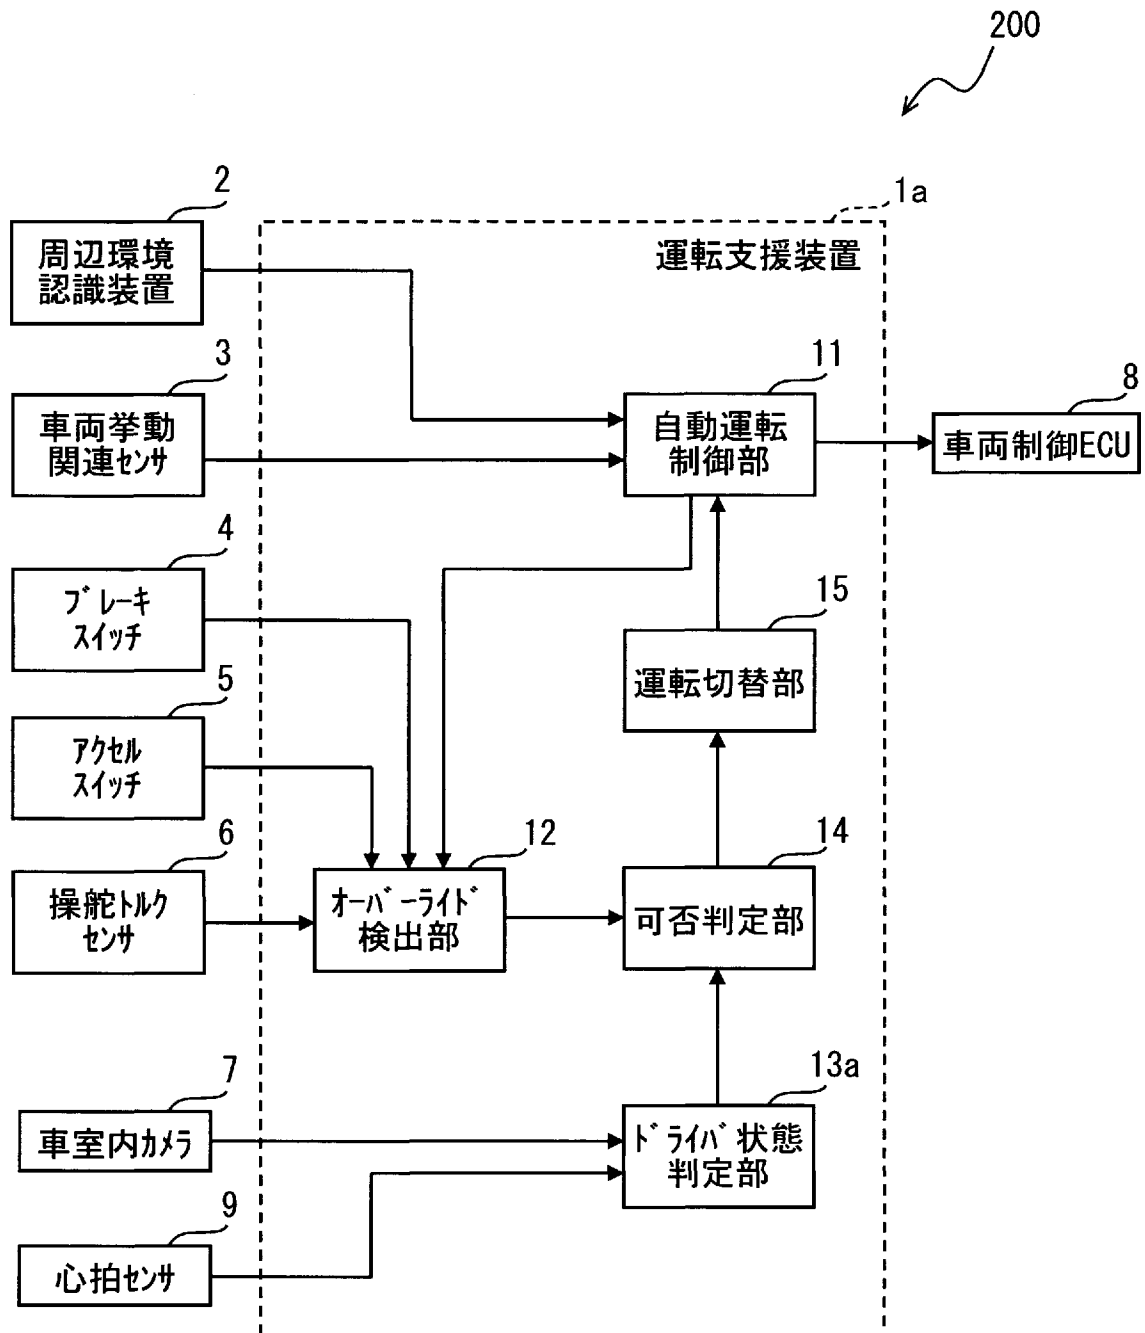 200
1a
運転支援装置
2
周辺環境
認識装置
3
車両挙動
関連ｾﾝｻ
11
自動運転
制御部
8
車両制御ECU
4
ﾌﾞﾚｰｷ
ｽｲｯﾁ
15
運転切替部
5
ｱｸｾﾙ
ｽｲｯﾁ
6
操舵ﾄﾙｸ
ｾﾝｻ
12
ｵｰﾊﾞｰﾗｲﾄﾞ
検出部
14
可否判定部
7
車室内ｶﾒﾗ
13a
ﾄﾞﾗｲﾊﾞ状態
判定部
9
心拍ｾﾝｻ